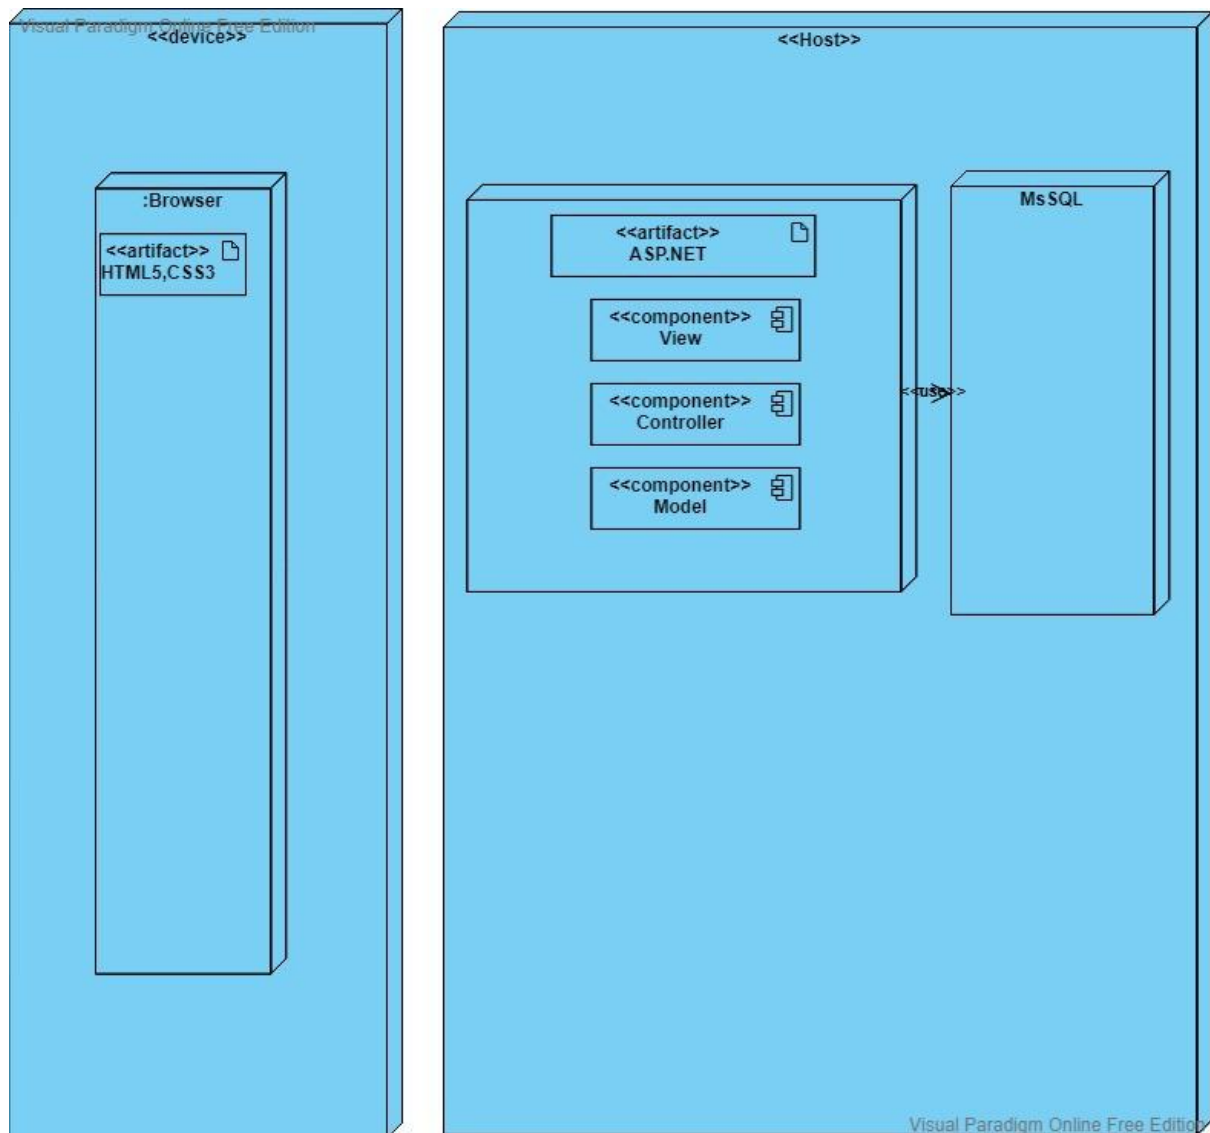 Visual Paradigm Online Free Edition
<<device>>
:Browser
<<artifact>>
HTML5,CSS3
<<Host>>
<<artifact>>
ASP.NET
<<component>>
View
<<component>>
Controller
<<component>>
Model
<<use>>
MsSQL
Visual Paradigm Online Free Edition